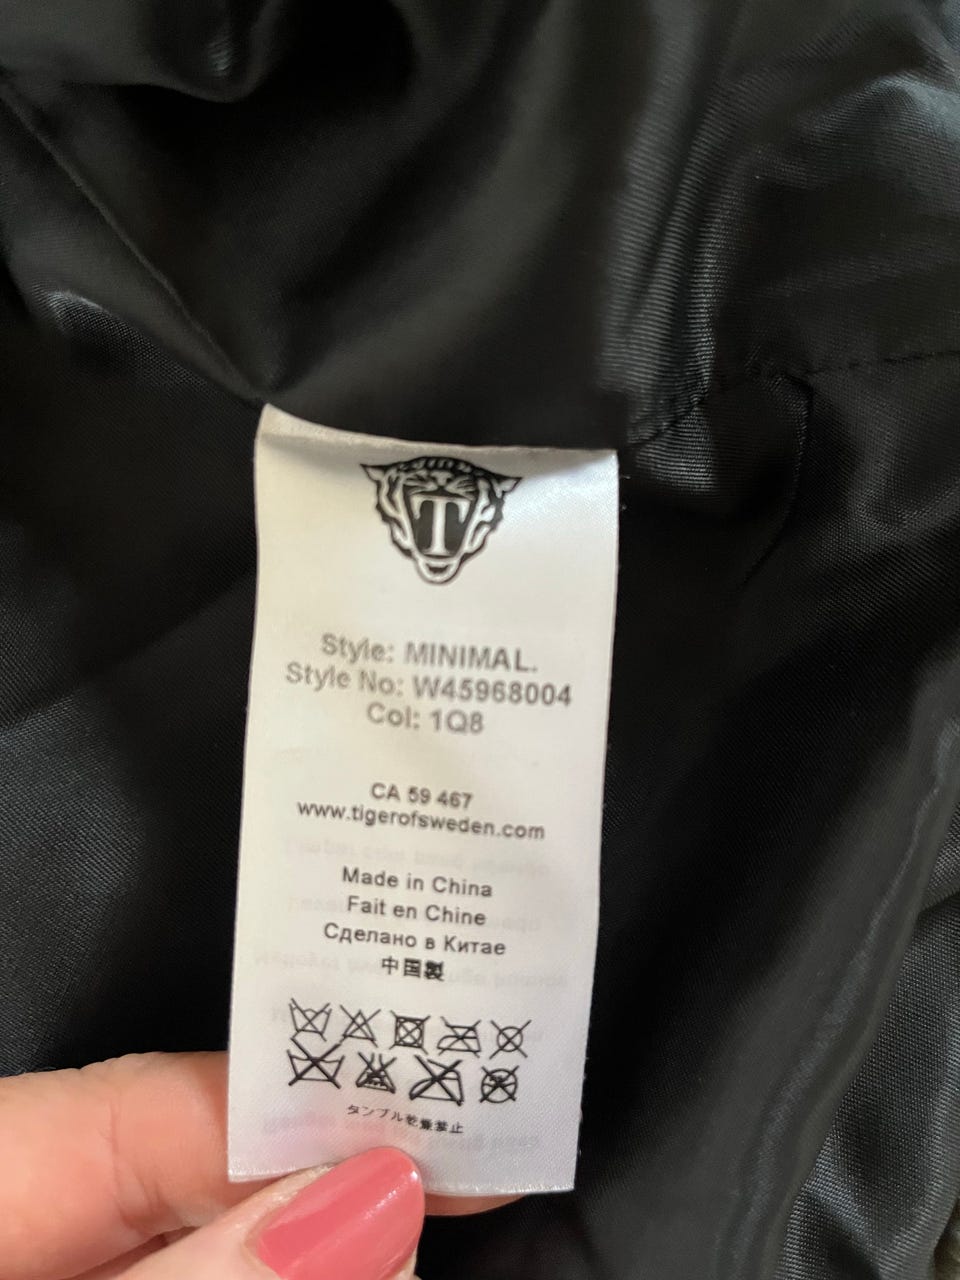 T
Style: MINIMAL.
Style No: W45968004
Col: 1Q8
CA 59 467
www.tigerofsweden.com
Made in China
Fait en Chine
Сделано в Китае
中国製
タンブル乾燥禁止